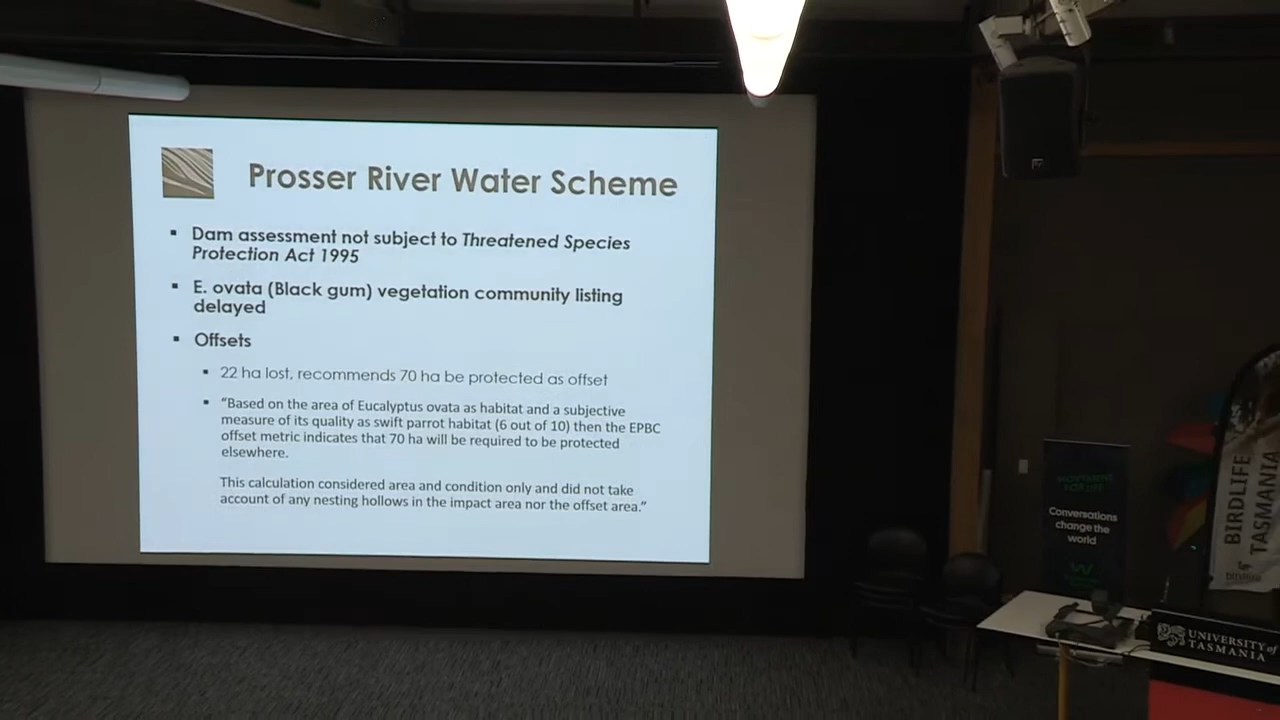 Prosser River Water Scheme
▪ Dam assessment not subject to Threatened Species
Protection Act 1995
▪ E. ovata (Black gum) vegetation community listing
delayed
▪ Offsets
▪ 22 ha lost, recommends 70 ha be protected as offset
▪ “Based on the area of Eucalyptus ovata as habitat and a subjective
measure of its quality as swift parrot habitat (6 out of 10) then the EPBC
offset metric indicates that 70 ha will be required to be protected
elsewhere.
This calculation considered area and condition only and did not take
account of any nesting hollows in the impact area nor the offset area.”
FOR LIFE
Conversations
change the
world
BIRDLIFE
TASMANIA
UNIVERSITY of
TASMANIA